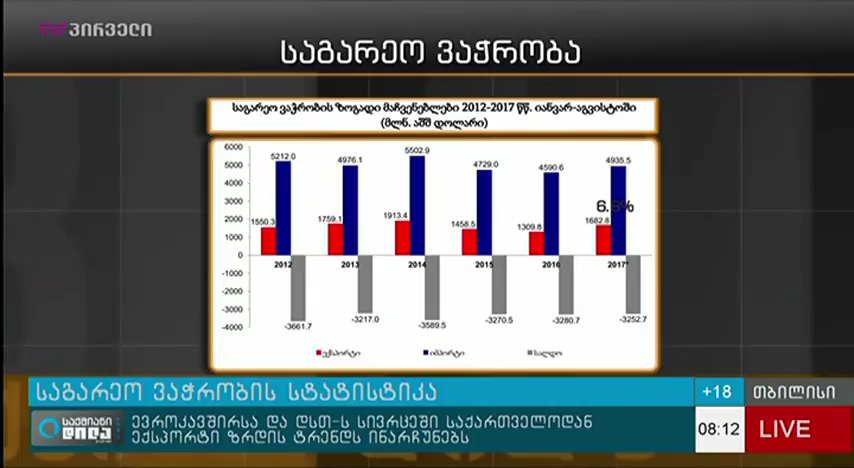 პირველი
საგარეო ვაჭრობა
საგარეო ვაჭრობის ზოგადი მაჩვენებლები 2012-2017 წწ. იანვარ-აგვისტოში
(მლნ. აშშ დოლარი)
6000
5000
4000
3000
2000
1000
0
-1000
-2000
-3000
-4000
5212.0
4976.1
5502.9
4729.0
4590.6
4935.5
1550.3
1759.1
1913.4
1458.5
1309.8
1682.8
2012
2013
2014
2015
2016
2017*
-3661.7
-3217.0
-3589.5
-3270.5
-3280.7
-3252.7
ექსპორტი იმპორტი სალდო
საგარეო ვაჭრობის სტატისტიკა
+18 თბილისი
საქმიანი
დილა
ევროკავშირსა და დსთ-ს სივრცეში საქართველოდან
ექსპორტი ზრდის ტრენდს ინარჩუნებს
08:12 LIVE